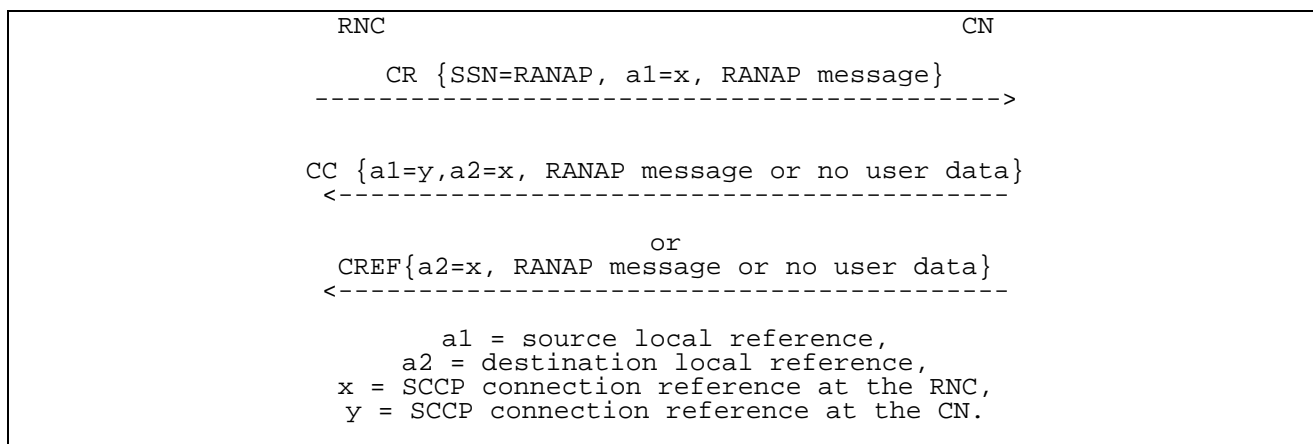 RNC CN
CR {SSN=RANAP, a1=x, RANAP message}
------------------------------------------->
CC {a1=y,a2=x, RANAP message or no user data}
<------------------------------------------
or
CREF{a2=x, RANAP message or no user data}
<------------------------------------------
a1 = source local reference,
a2 = destination local reference,
x = SCCP connection reference at the RNC,
y = SCCP connection reference at the CN.